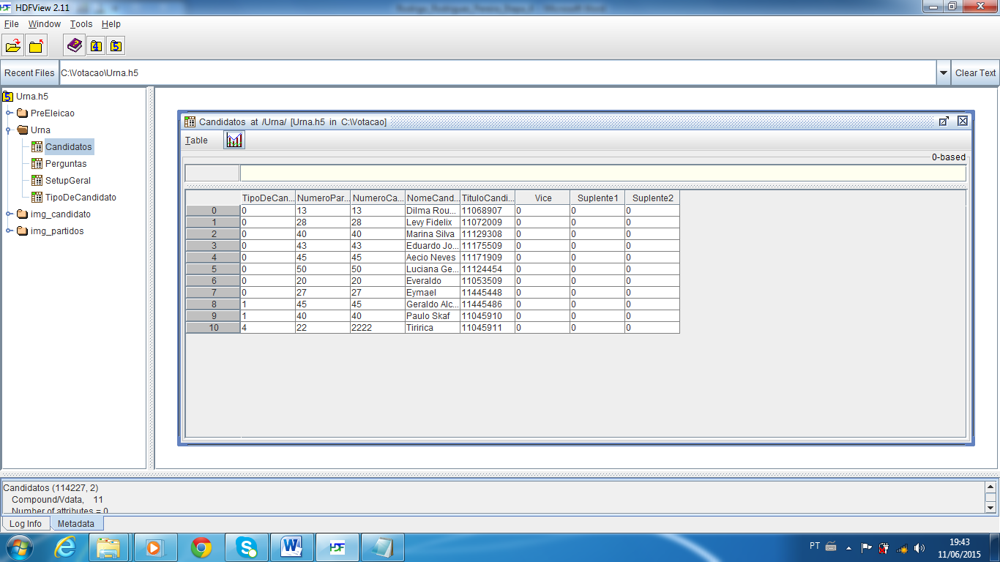 HDF HDFView 2.11
File Window Tools Help
4 5
Recent Files C:\Votacao\Urna.h5 Clear Text
5 Urna.h5
PreEleicao
Urna
Candidatos
Perguntas
SetupGeral
TipoDeCandidato
img_candidato
img_partidos
Candidatos at /Urna/ [Urna.h5 in C:\Votacao]
Table
0-based
TipoDeCan... NumeroPar... NumeroCa... NomeCand... TituloCandi... Vice Suplente1 Suplente2
0 0 13 13 Dilma Rou... 11068907 0 0 0
1 0 28 28 Levy Fidelix 11072009 0 0 0
2 0 40 40 Marina Silva 11129308 0 0 0
3 0 43 43 Eduardo Jo... 11175509 0 0 0
4 0 45 45 Aecio Neves 11171909 0 0 0
5 0 50 50 Luciana Ge... 11124454 0 0 0
6 0 20 20 Everaldo 11053509 0 0 0
7 0 27 27 Eymael 11445448 0 0 0
8 1 45 45 Geraldo Alc... 11445486 0 0 0
9 1 40 40 Paulo Skaf 11045910 0 0 0
10 4 22 2222 Tiririca 11045911 0 0 0
Candidatos (114227, 2)
Compound/Vdata, 11
Number of attributes = 0
Log Info Metadata
HDF PT 19:43
11/06/2015